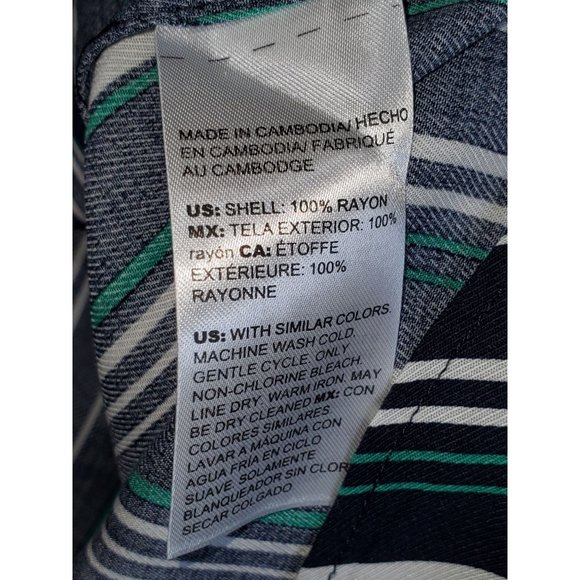 MADE IN CAMBODIA/ HECHO
EN CAMBODIA/ FABRIQUÉ
AU CAMBODGE
US: SHELL: 100% RAYON
MX: TELA EXTERIOR: 100%
rayón CA: ÉTOFFE
EXTÉRIEURE: 100%
RAYONNE
US: WITH SIMILAR COLORS.
MACHINE WASH COLD.
GENTLE CYCLE. ONLY
NON-CHLORINE BLEACH.
LINE DRY. WARM IRON. MAY
BE DRY CLEANED MX: CON
COLORES SIMILARES.
LAVAR A MÁQUINA CON
AGUA FRÍA EN CICLO
SUAVE. SOLAMENTE
BLANQUEADOR SIN CLOR
SECAR COLGADO